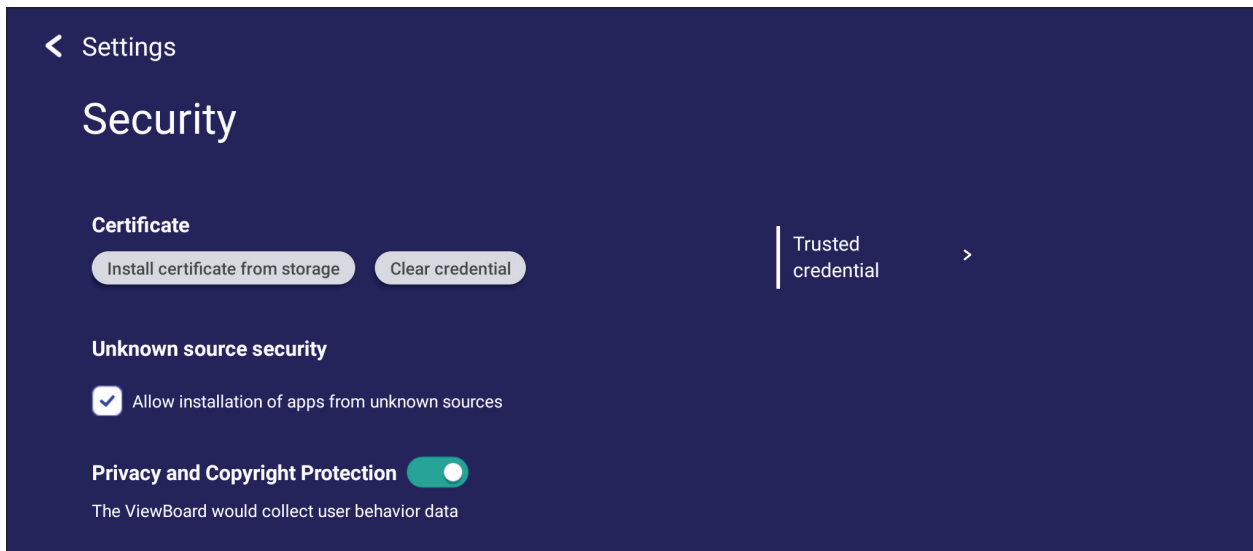 Settings
Security
Certificate
Install certificate from storage
Clear credential
Trusted
credential
Unknown source security
Allow installation of apps from unknown sources
Privacy and Copyright Protection
The ViewBoard would collect user behavior data